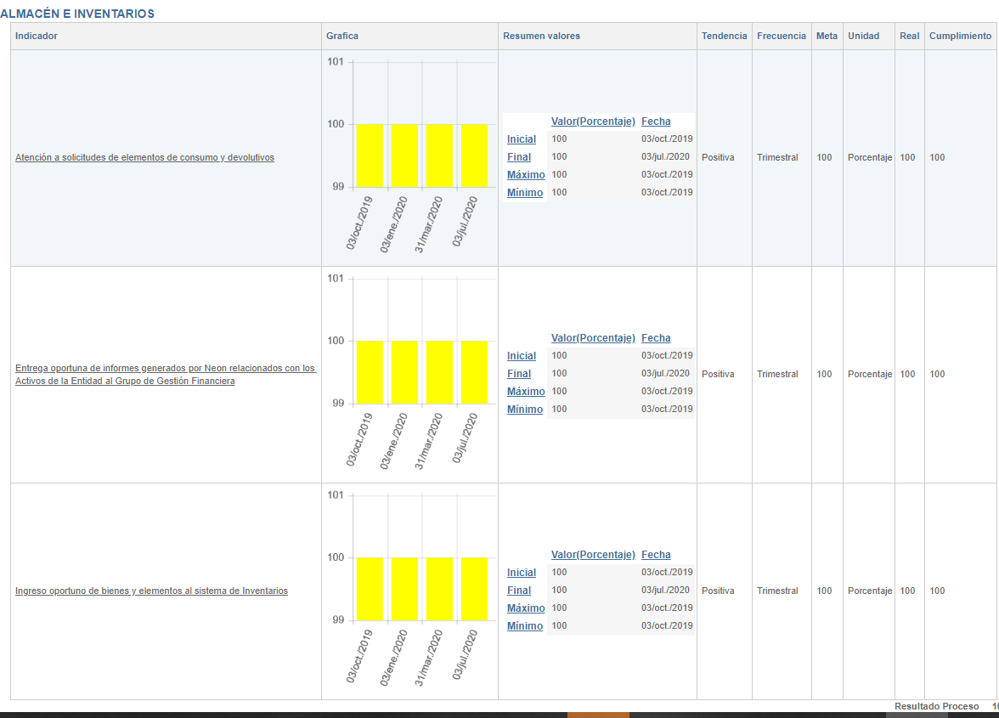 ALMACÉN E INVENTARIOS
Indicador Grafica Resumen valores Tendencia Frecuencia Meta Unidad Real Cumplimiento
Atención a solicitudes de elementos de consumo y devolutivos
101
100
99
03/oct./2019 03/ene./2020 31/mar./2020 03/jul./2020
Valor(Porcentaje) Fecha
Inicial 100 03/oct./2019
Final 100 03/jul./2020
Máximo 100 03/oct./2019
Mínimo 100 03/oct./2019
Positiva Trimestral 100 Porcentaje 100 100
Entrega oportuna de informes generados por Neon relacionados con los
Activos de la Entidad al Grupo de Gestión Financiera
101
100
99
03/oct./2019 03/ene./2020 31/mar./2020 03/jul./2020
Valor(Porcentaje) Fecha
Inicial 100 03/oct./2019
Final 100 03/jul./2020
Máximo 100 03/oct./2019
Mínimo 100 03/oct./2019
Positiva Trimestral 100 Porcentaje 100 100
Ingreso oportuno de bienes y elementos al sistema de Inventarios
101
100
99
03/oct./2019 03/ene./2020 31/mar./2020 03/jul./2020
Valor(Porcentaje) Fecha
Inicial 100 03/oct./2019
Final 100 03/jul./2020
Máximo 100 03/oct./2019
Mínimo 100 03/oct./2019
Positiva Trimestral 100 Porcentaje 100 100
Resultado Proceso